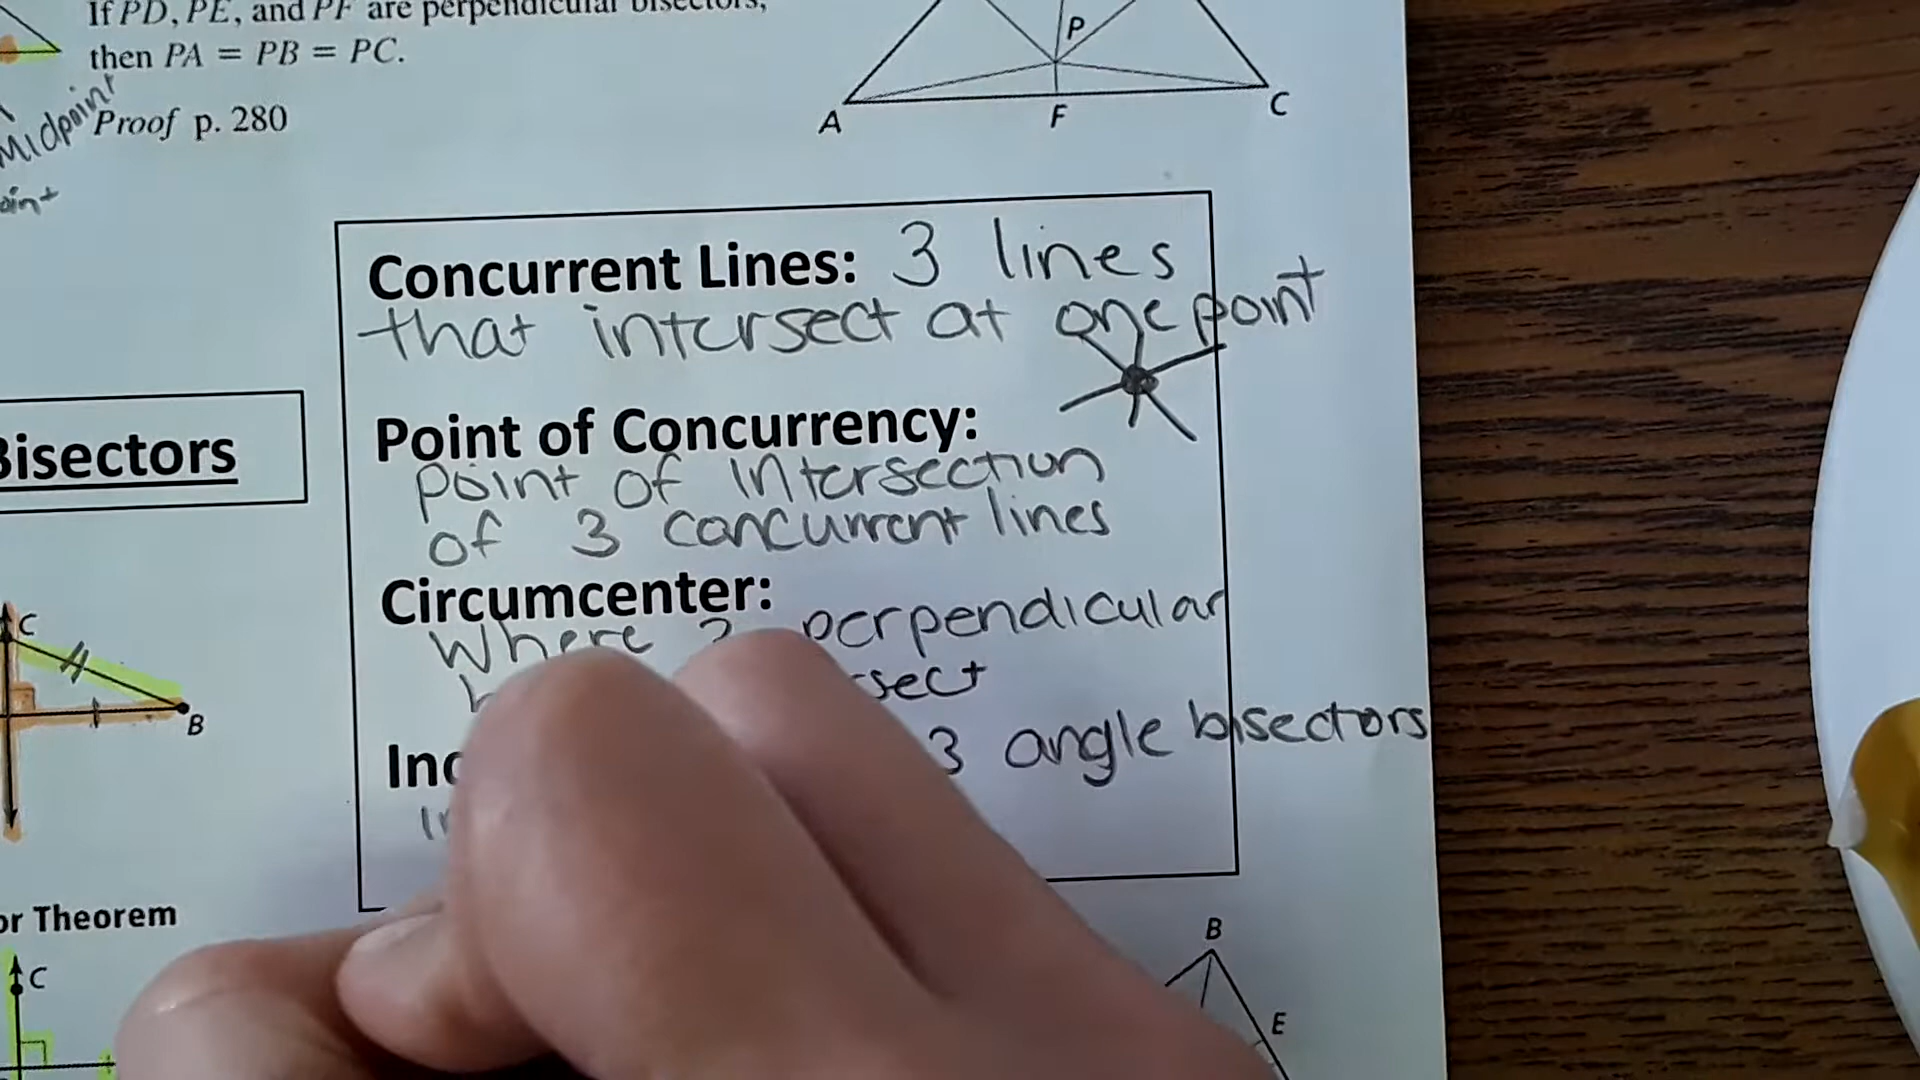 If PD, PE, and PF are perpendicular bisectors,
then PA = PB = PC.
Midpoint
Proof p. 280
P
A
F
C
Concurrent Lines: 3 lines
that intersect at one point
Point of Concurrency:
point of intersection
of 3 concurrent lines
Circumcenter:
Where 3 perpendicular
3 angle bisectors
Bisectors
C
B
or Theorem
C
B
E